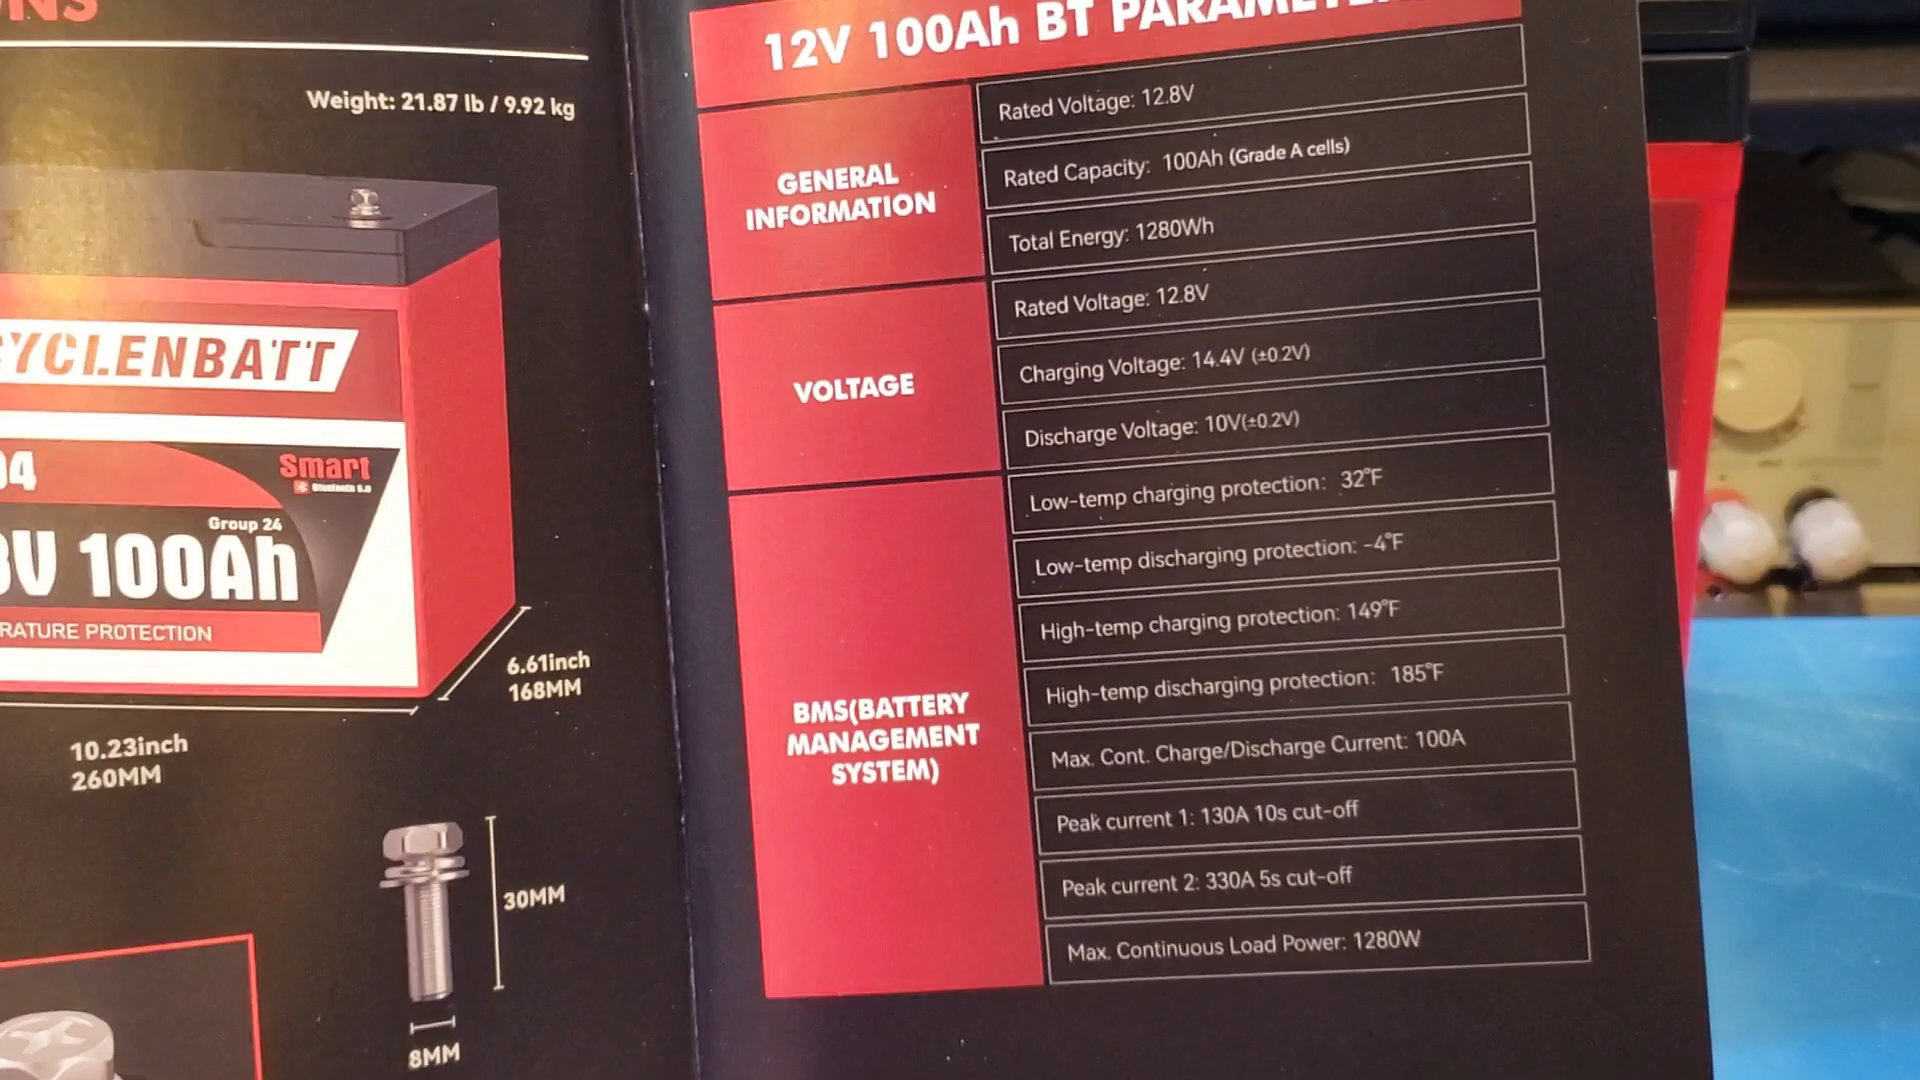 Weight: 21.87 lb / 9.92 kg
Smart
Bluetooth 5.0
Group 24
100Ah
PROTECTION
6.61inch
168MM
10.23inch
260MM
30MM
8MM
12V 100Ah BT
GENERAL
INFORMATION
Rated Voltage: 12.8V
Rated Capacity: 100Ah (Grade A cells)
Total Energy: 1280Wh
VOLTAGE
Rated Voltage: 12.8V
Charging Voltage: 14.4V (±0.2V)
Discharge Voltage: 10V(±0.2V)
BMS(BATTERY
MANAGEMENT
SYSTEM)
Low-temp charging protection: 32°F
Low-temp discharging protection: -4°F
High-temp charging protection: 149°F
High-temp discharging protection: 185°F
Max. Cont. Charge/Discharge Current: 100A
Peak current 1: 130A 10s cut-off
Peak current 2: 330A 5s cut-off
Max. Continuous Load Power: 1280W